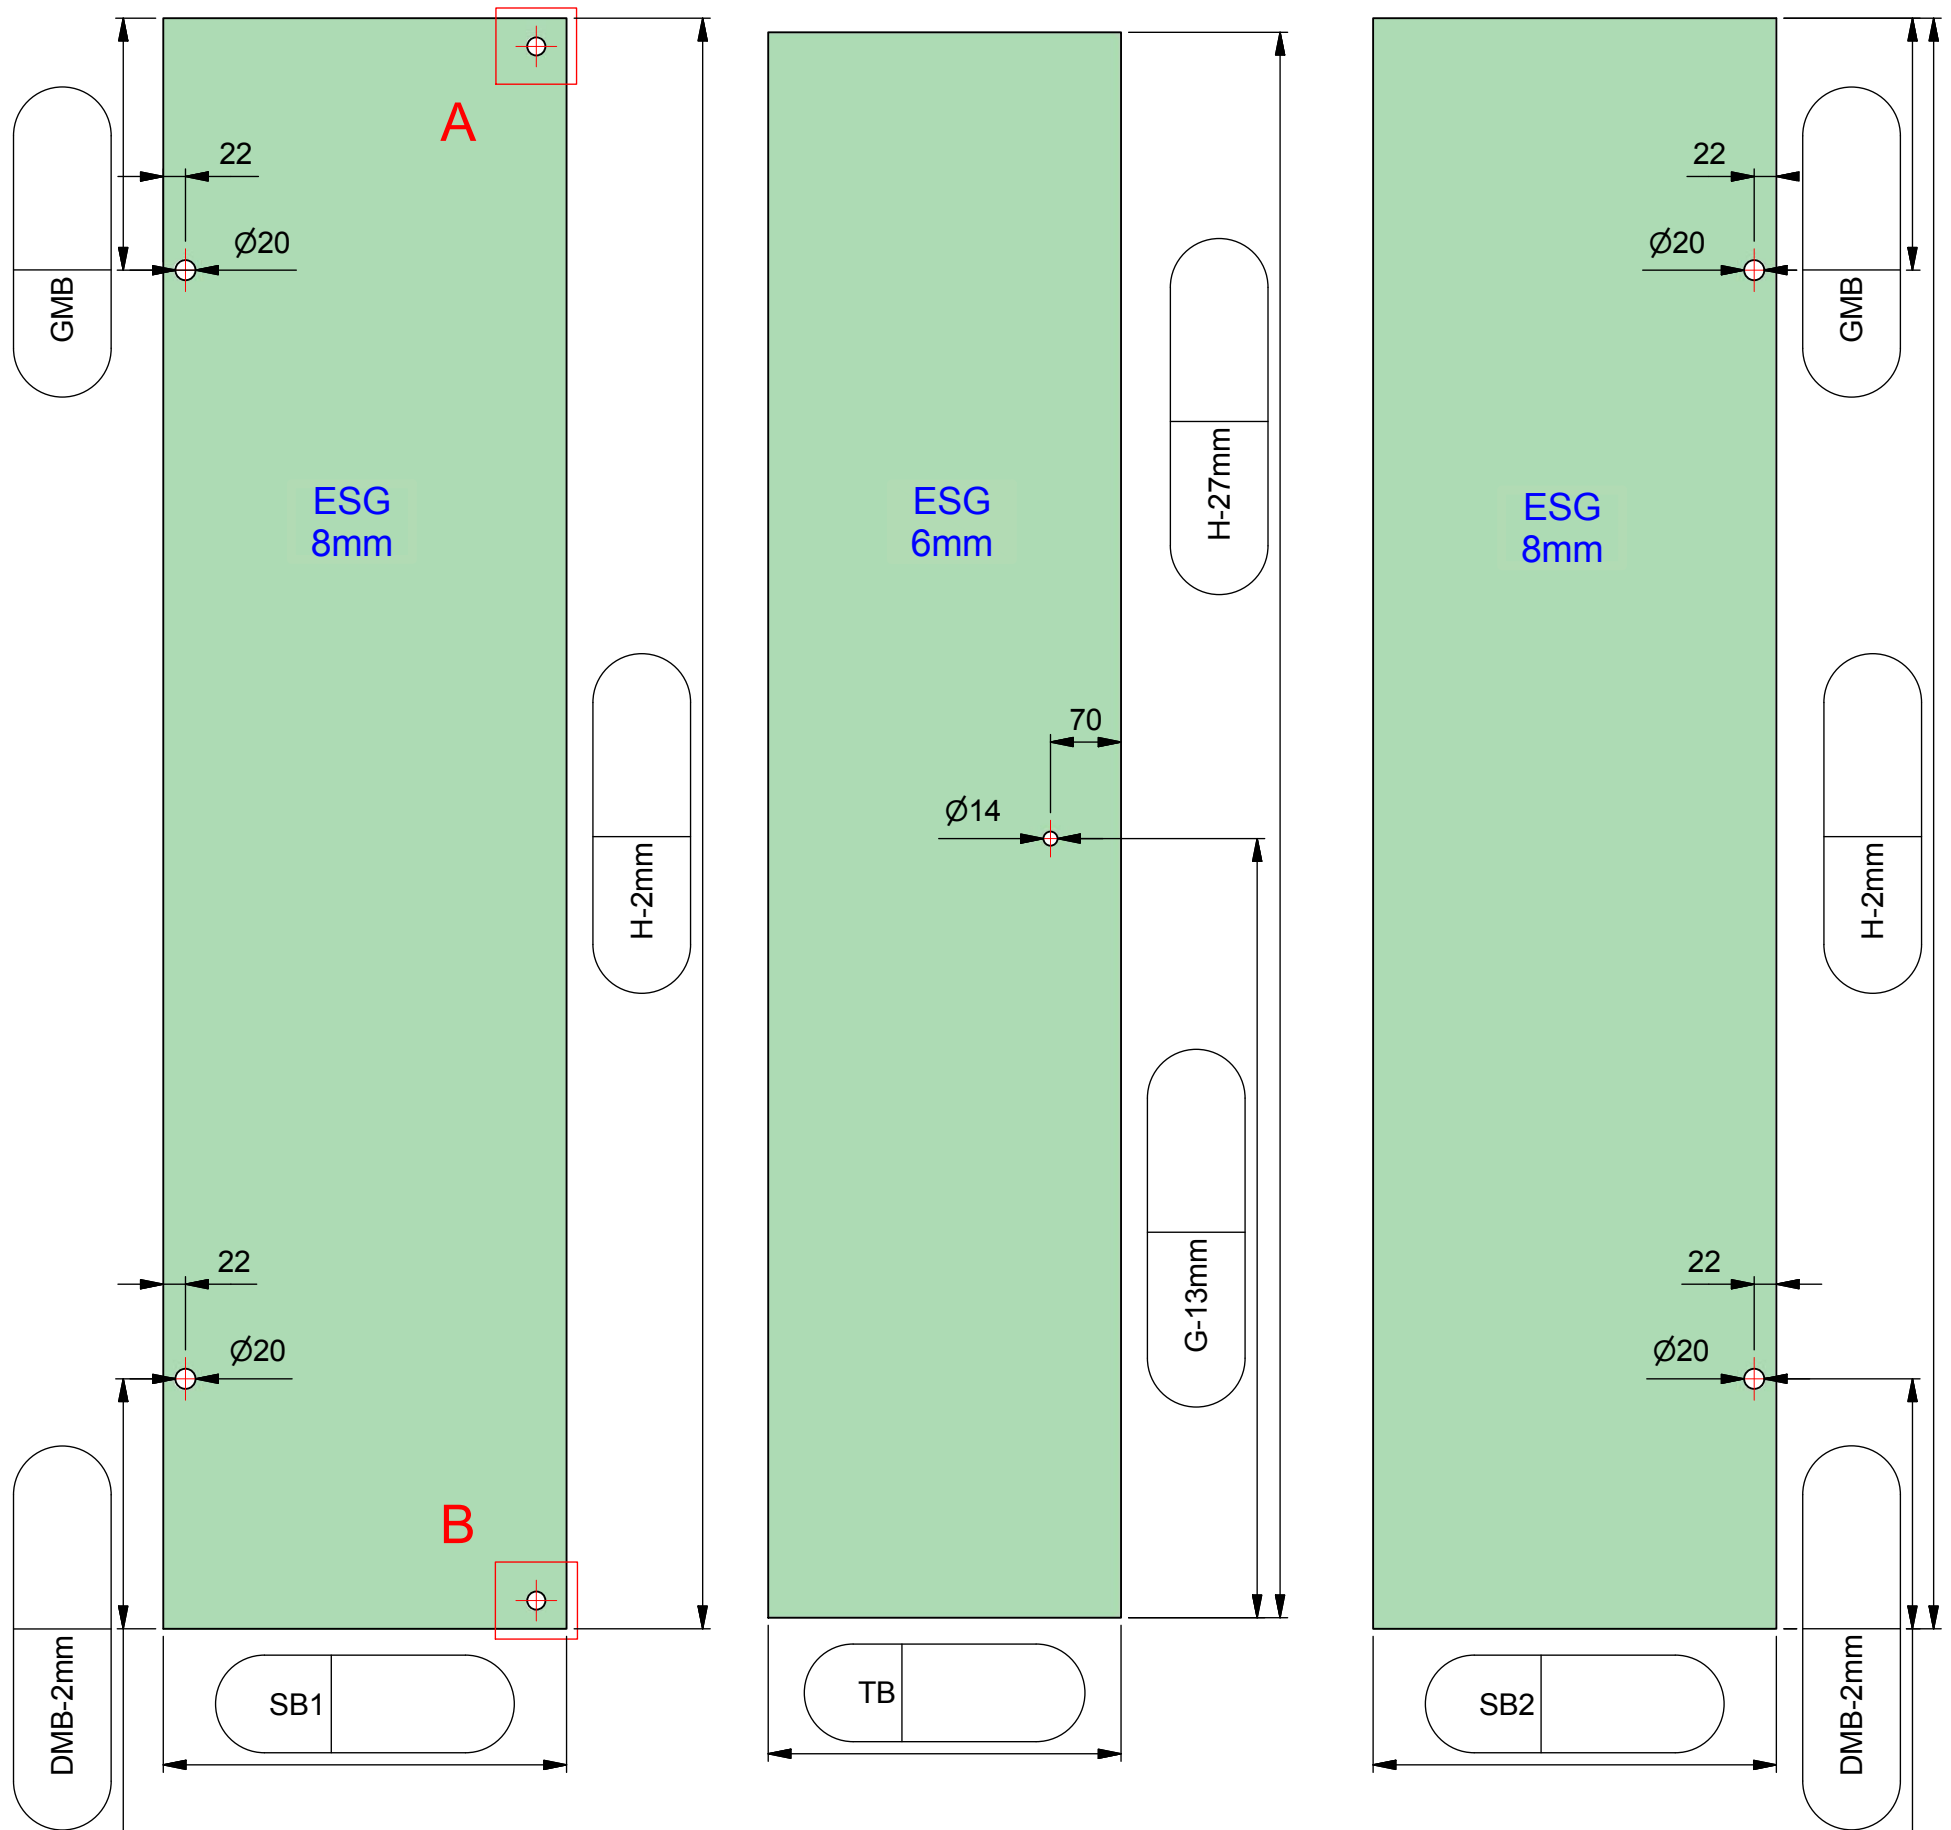 A
22
Ø20
GMB
ESG
8mm
H-2mm
22
Ø20
DMB-2mm
B
SB1
ESG
6mm
H-27mm
70
Ø14
G-13mm
TB
22
Ø20
GMB
ESG
8mm
H-2mm
22
Ø20
DMB-2mm
SB2